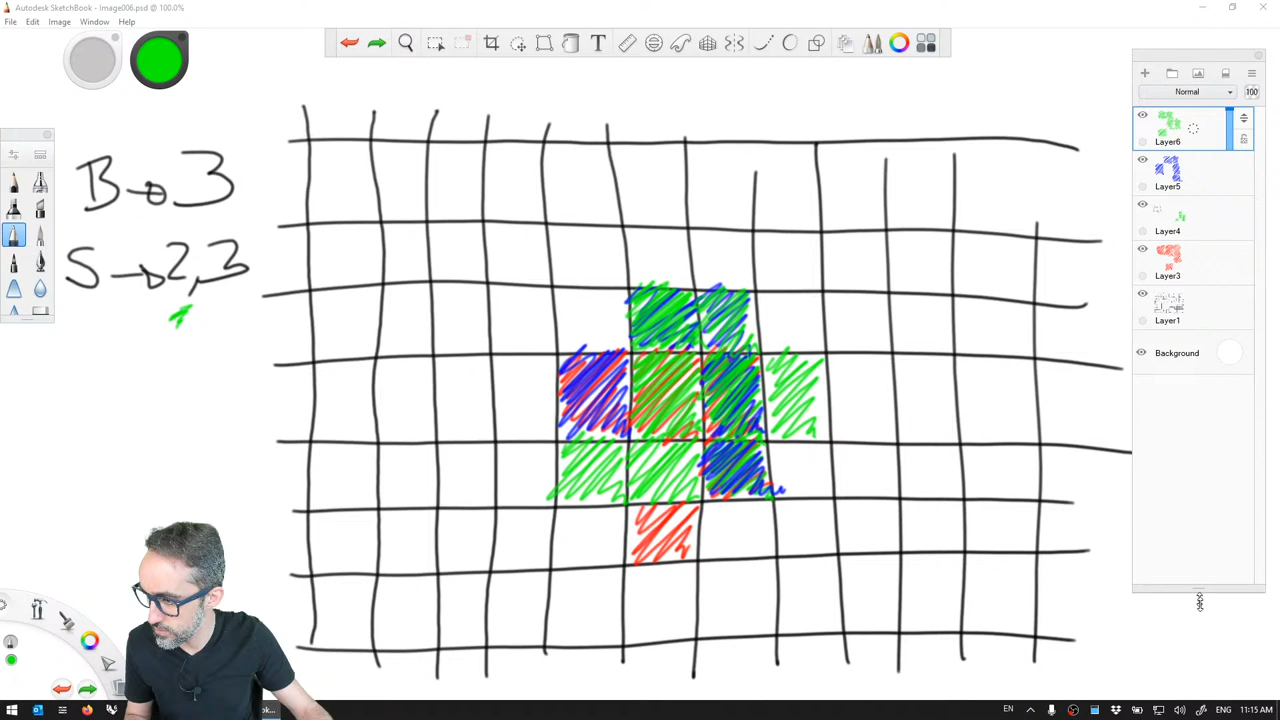 Autodesk SketchBook - Image006.psd @ 100.0%
File Edit Image Window Help
Normal 100
Layer6
Layer5
Layer4
Layer3
Layer1
Background
B→3
S→2,3
EN
ENG 11:15 AM